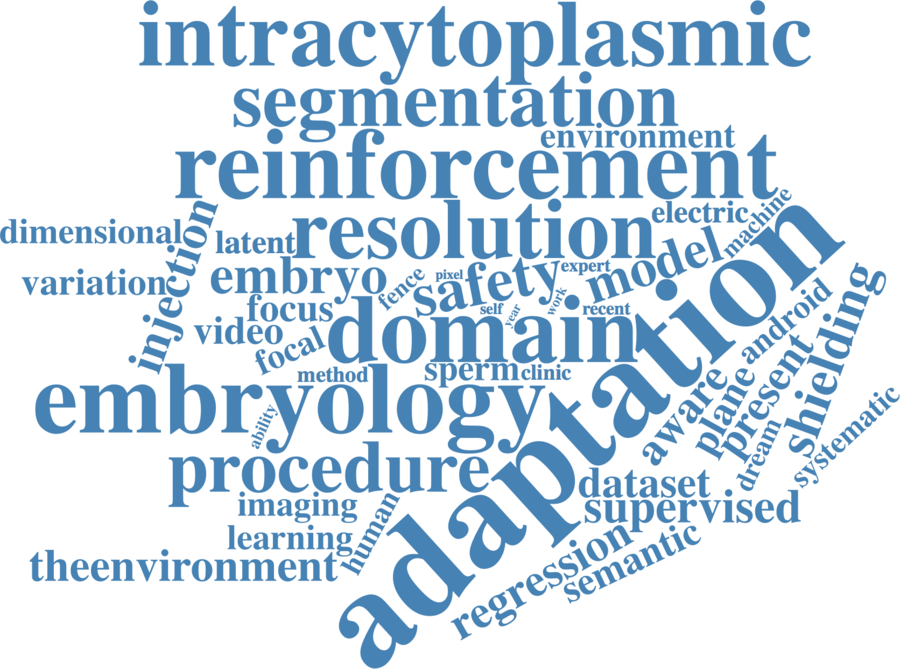 intracytoplasmic
segmentation
environment
reinforcement
dimensional
injection
latent
resolution
electric
machine
variation
embryo
focus
fence
pixel
safety
expert
model
video
focal
self
year
work
recent
domain
method
sperm
clinic
adaptation
android
shielding
embryology
ability
aware
plane
present
dream
systematic
procedure
dataset
supervised
imaging
human
learning
theenvironment
regression
semantic